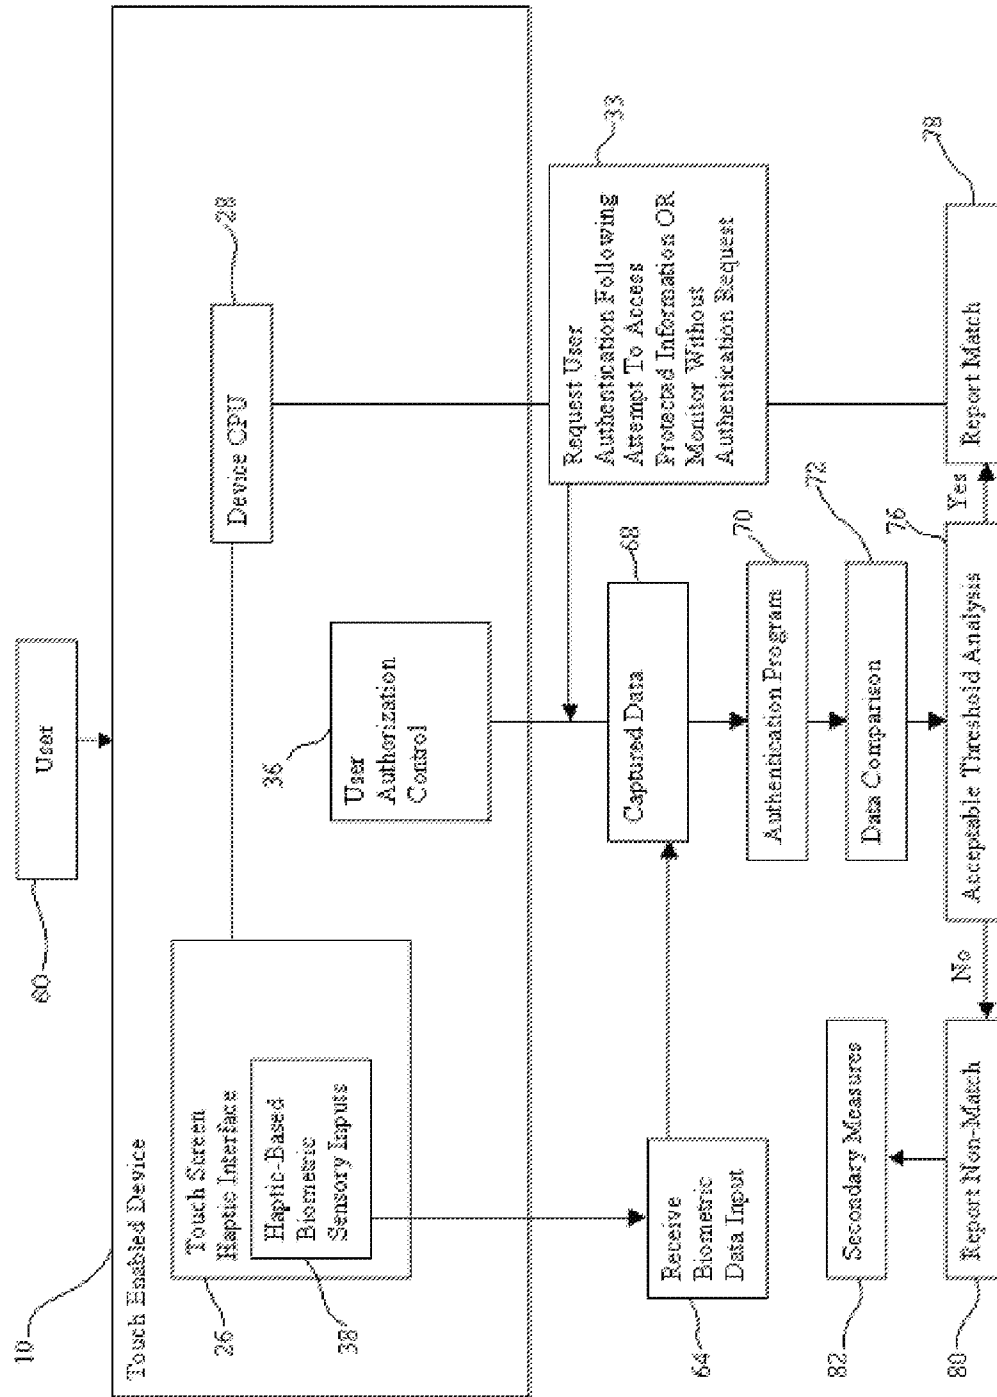 60
User
10
Touch Enabled Device
26
Touch Screen
Haptic Interface
38
Haptic-Based
Biometric
Sensory Inputs
36
User
Authorization
Control
28
Device CPU
33
Request User
Authentication Following
Attempt To Access
Protected Information OR
Monitor Without
Authentication Request
64
Receive
Biometric
Data Input
68
Captured Data
70
Authentication Program
72
Data Comparison
76
Acceptable Threshold Analysis
No
Yes
82
Secondary Measures
80
Report Non-Match
78
Report Match